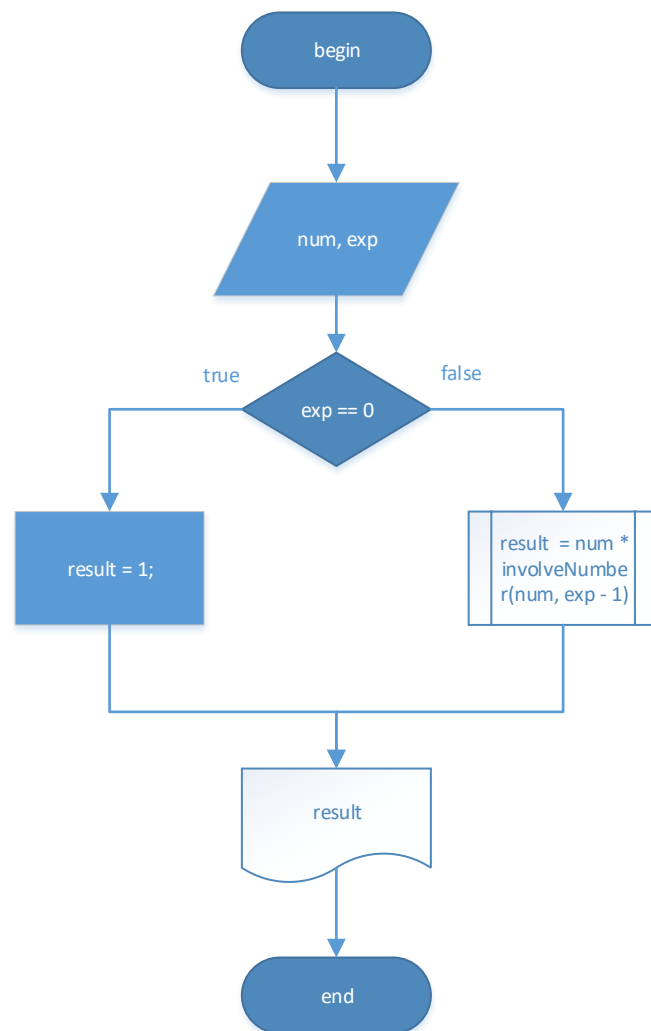 begin
num, exp
true
false
exp == 0
result = 1;
result  = num *
involveNumbe
r(num, exp - 1)
result
end